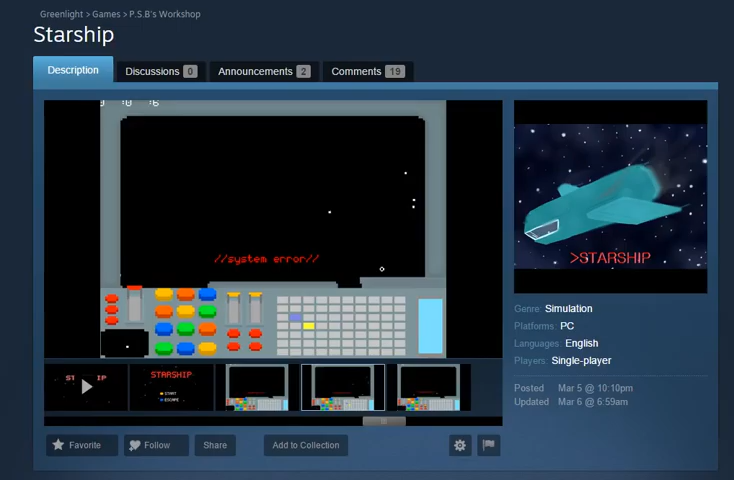 Greenlight > Games > P.S.B's Workshop
Starship
Description
Discussions 0
Announcements 2
Comments 19
//system error//
>STARSHIP
Genre: Simulation
Platforms: PC
Languages: English
Players: Single-player
Posted Mar 5 @ 10:10pm
Updated Mar 6 @ 6:59am
STARSHIP
START
ESCAPE
Favorite
Follow
Share
Add to Collection